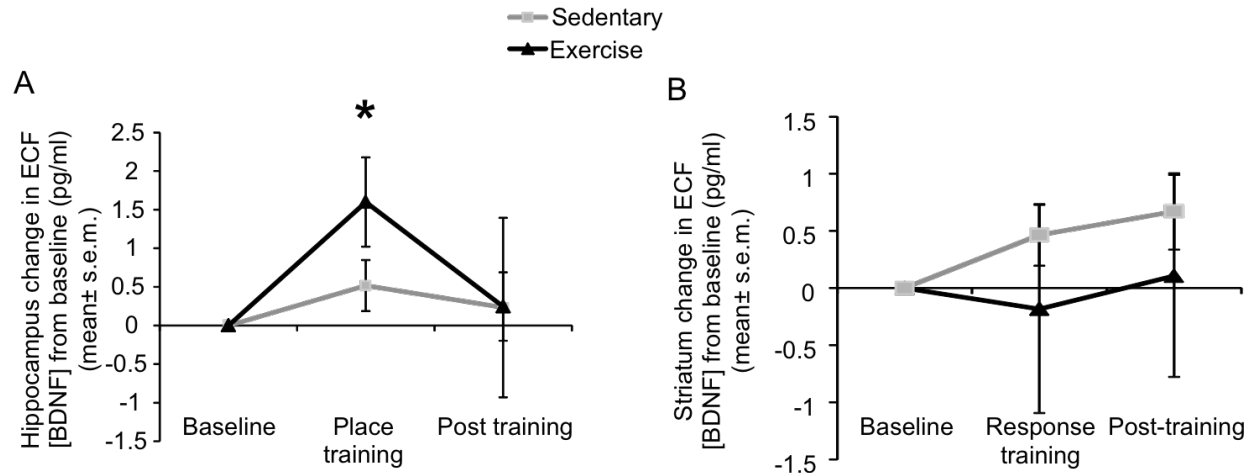 Sedentary
Exercise
A
*
Hippocampus change in ECF
[BDNF] from baseline (pg/ml)
(mean± s.e.m.)
2.5
2
1.5
1
0.5
0
-0.5
-1
-1.5
Baseline
Place
training
Post training
B
Striatum change in ECF
[BDNF] from baseline (pg/ml)
(mean± s.e.m.)
1.5
1
0.5
0
-0.5
-1
-1.5
Baseline
Response
training
Post-training